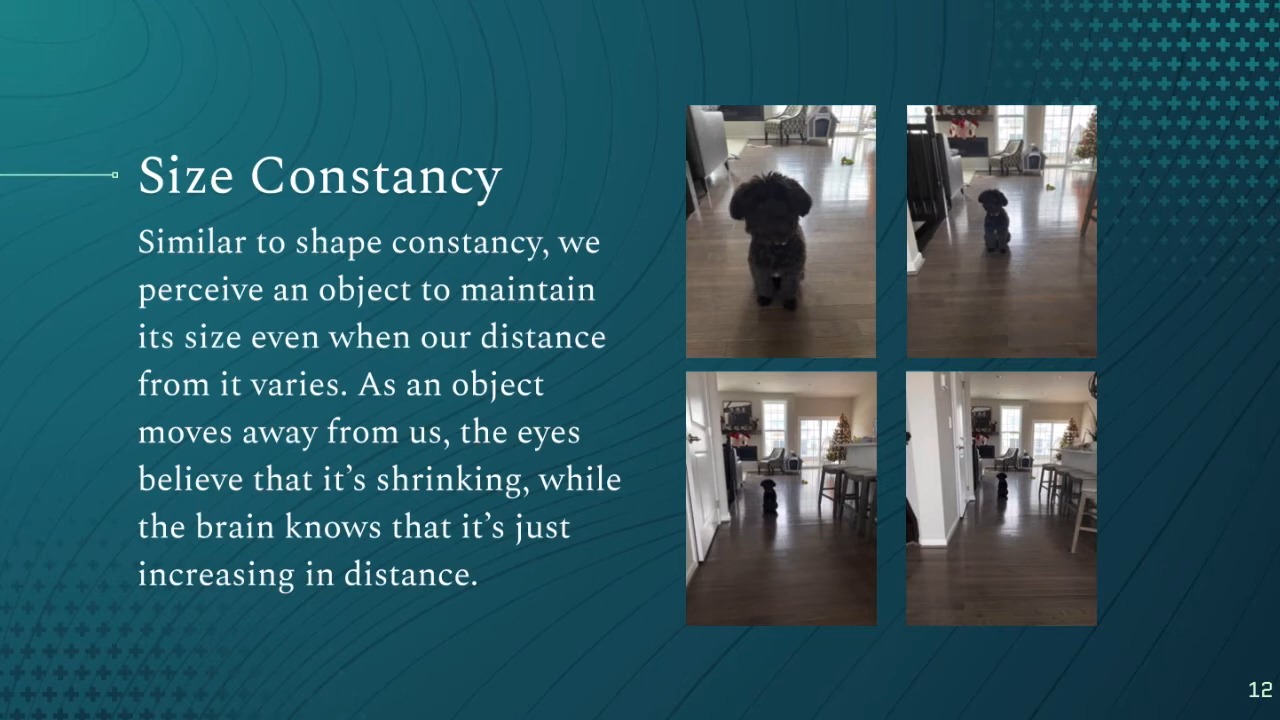 Size Constancy
Similar to shape constancy, we
perceive an object to maintain
its size even when our distance
from it varies. As an object
moves away from us, the eyes
believe that it’s shrinking, while
the brain knows that it’s just
increasing in distance.
12